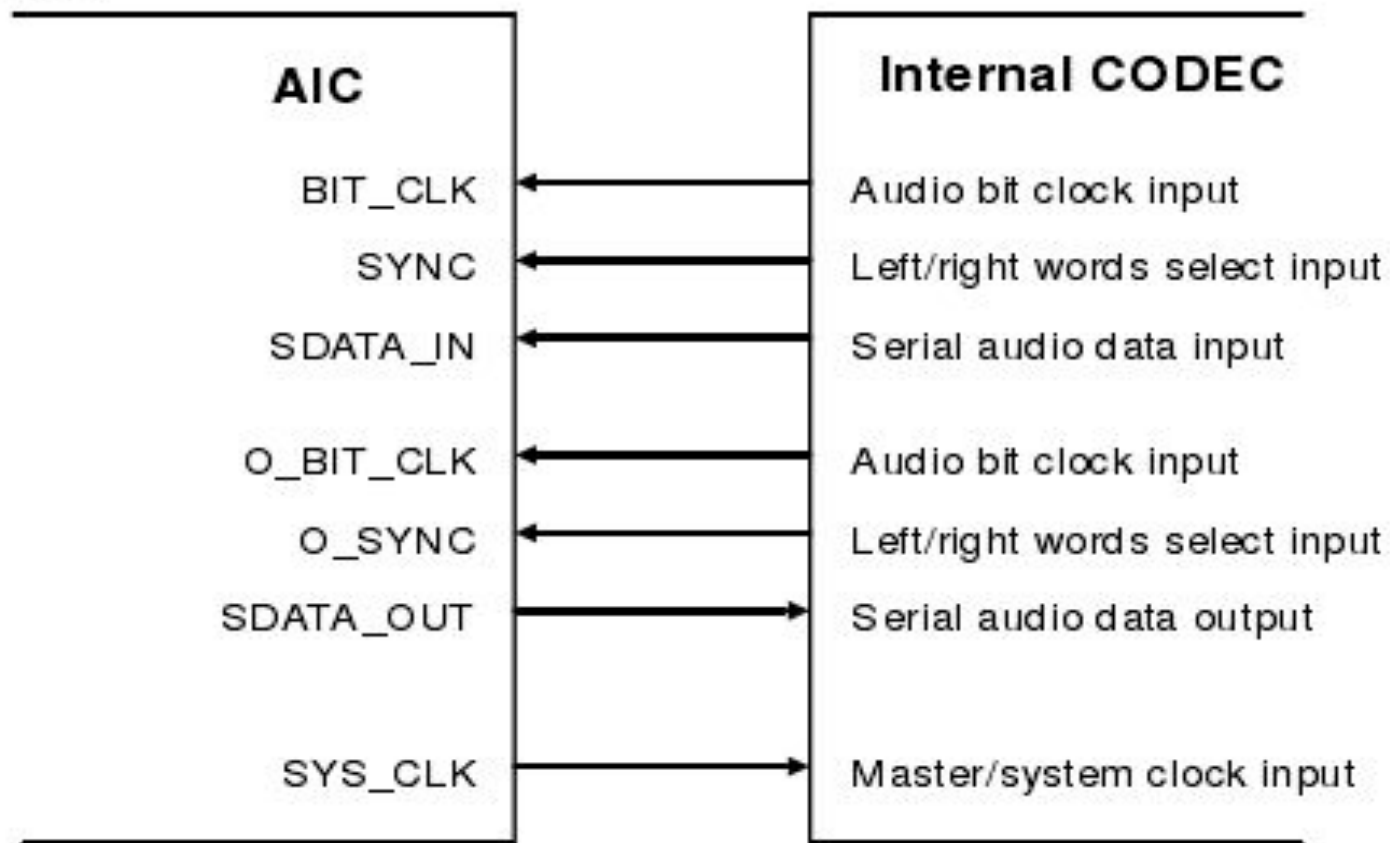 AIC Internal CODEC
BIT_CLK Audio bit clock input
SYNC Left/right words select input
SDATA_IN Serial audio data input
O_BIT_CLK Audio bit clock input
O_SYNC Left/right words select input
SDATA_OUT Serial audio data output
SYS_CLK Master/system clock input